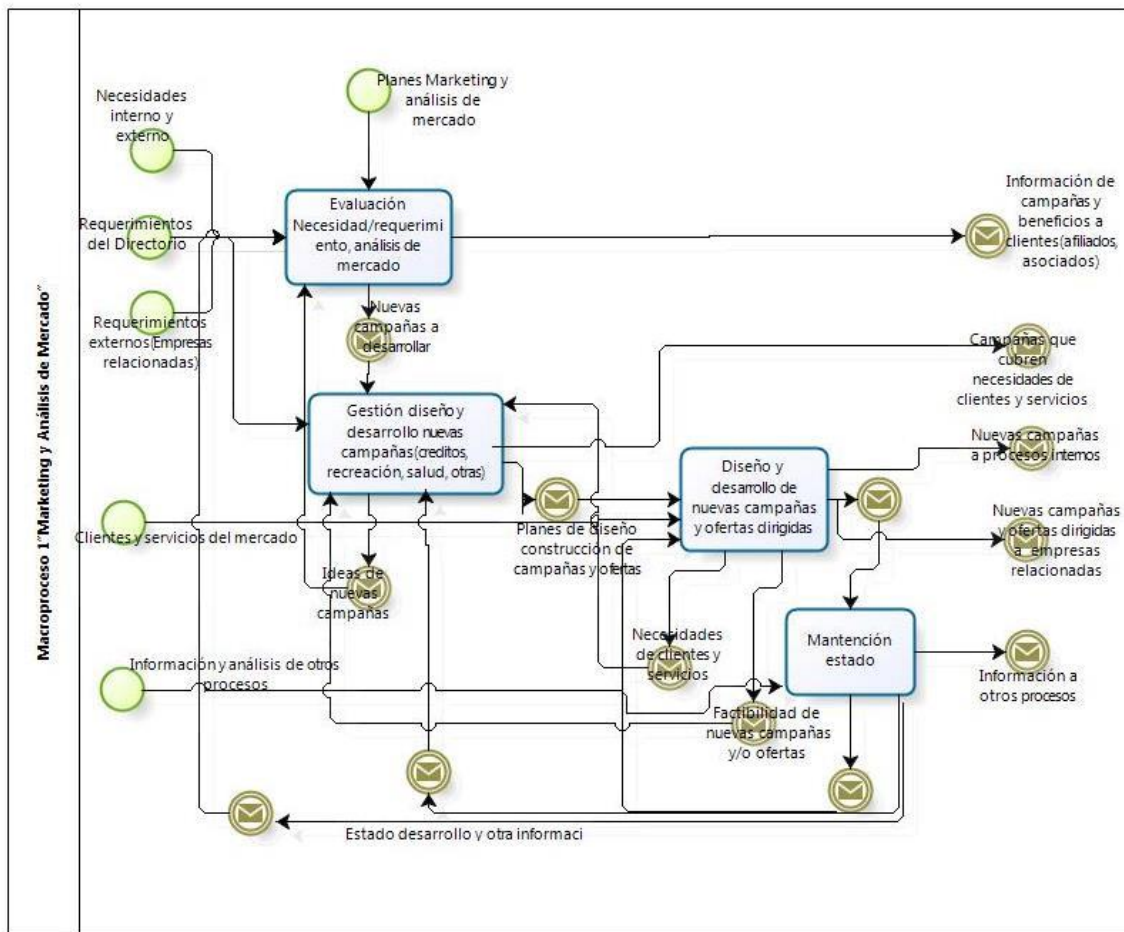 Macroproceso 1"Marketing y Análisis de Mercado"
Planes Marketing y
análisis de
mercado
Necesidades
interno y
externo
Requerimientos
del Directorio
Requerimientos
externos(Empresas
relacionadas)
Evaluación
Necesidad/requerimi
ento, análisis de
mercado
Información de
campañas y
beneficios a
clientes(afiliados,
asociados)
Nuevas
campañas a
desarrollar
Campañas que
cubren
necesidades de
clientes y servicios
Gestión diseño y
desarrollo nuevas
campañas(creditos,
recreación, salud, otras)
Nuevas campañas
a procesos internos
Diseño y
desarrollo de
nuevas campañas
y ofertas dirigidas
Nuevas campañas
y ofertas dirigidas
a empresas
relacionadas
Planes de diseño
construcción de
campañas y ofertas
Clientes y servicios del mercado
Ideas de
nuevas
campañas
Necesidades
de clientes y
servicios
Mantención
estado
Información a
otros procesos
Información y análisis de otros
procesos
Factibilidad de
nuevas campañas
y/o ofertas
Estado desarrollo y otra informaci